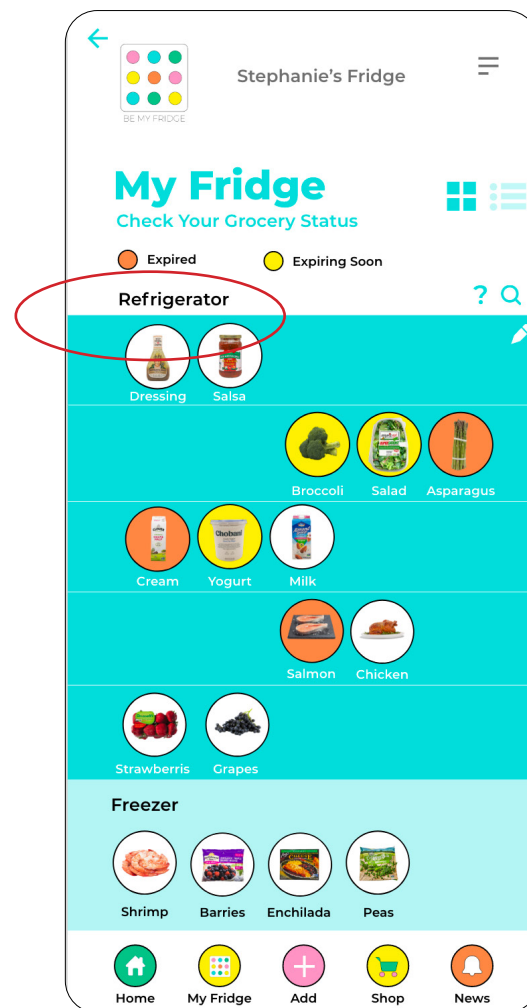 Stephanie's Fridge
BE MY FRIDGE
My Fridge
Check Your Grocery Status
Expired
Expiring Soon
Refrigerator
?
Dressing Salsa
Broccoli Salad Asparagus
Chobani
Cream Yogurt Milk
Salmon Chicken
Strawberris Grapes
Freezer
Shrimp Barries Enchilada Peas
Home My Fridge Add Shop News